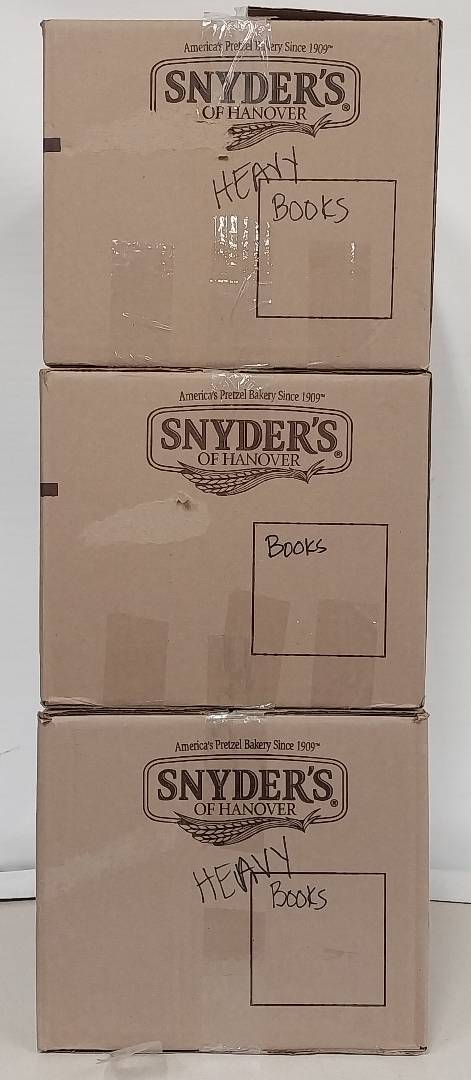 America's Pretzel Bakery Since 1909™
SNYDER'S®
OF HANOVER
HEAVY
BOOKS
America's Pretzel Bakery Since 1909™
SNYDER'S®
OF HANOVER
BOOKS
America's Pretzel Bakery Since 1909™
SNYDER'S®
OF HANOVER
HEAVY
BOOKS